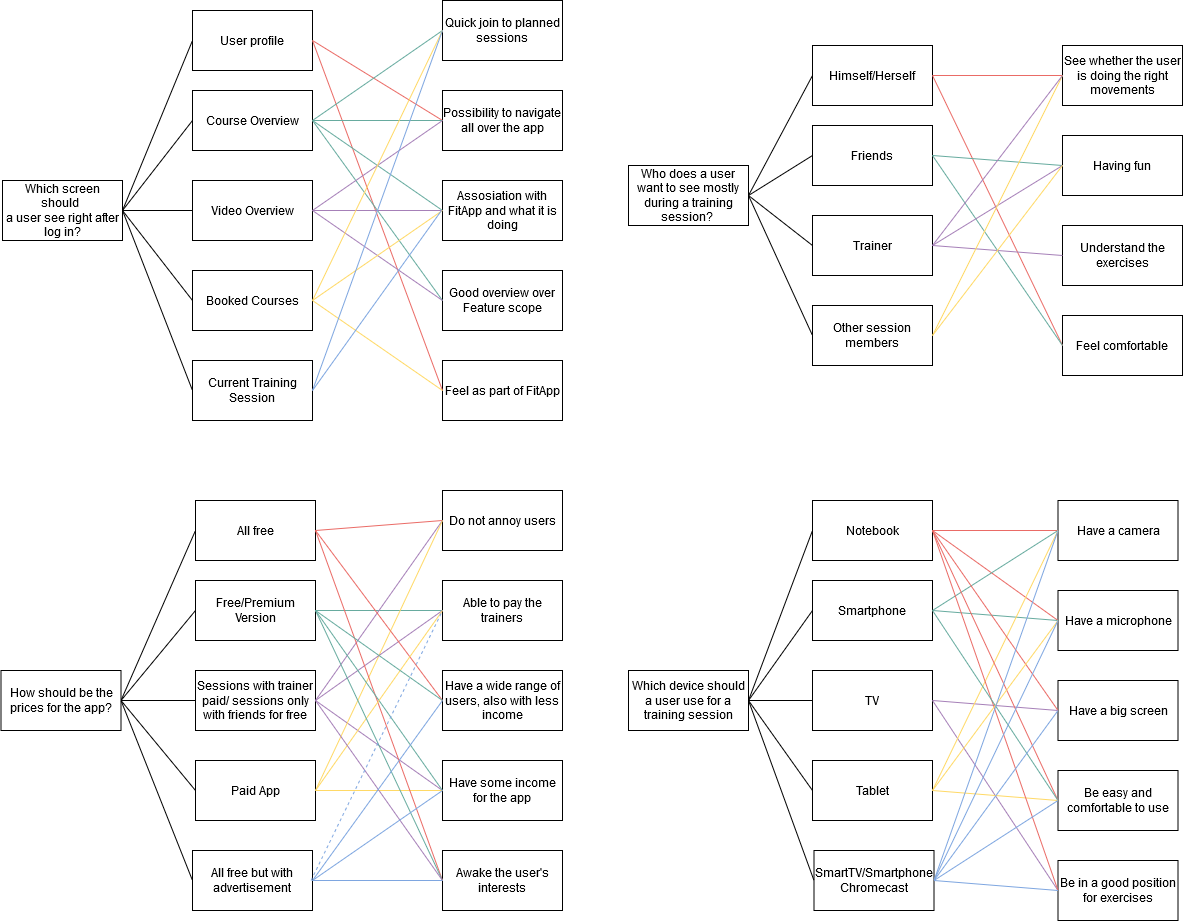 User profile
Course Overview
Video Overview
Booked Courses
Current Training
Session
Which screen
should
a user see right after
log in?
Quick join to planned
sessions
Possibility to navigate
all over the app
Assosiation with
FitApp and what it is
doing
Good overview over
Feature scope
Feel as part of FitApp
Who does a user
want to see mostly
during a training
session?
Himself/Herself
Friends
Trainer
Other session
members
See whether the user
is doing the right
movements
Having fun
Understand the
exercises
Feel comfortable
How should be the
prices for the app?
All free
Free/Premium
Version
Sessions with trainer
paid/ sessions only
with friends for free
Paid App
All free but with
advertisement
Do not annoy users
Able to pay the
trainers
Have a wide range of
users, also with less
income
Have some income
for the app
Awake the user's
interests
Which device should
a user use for a
training session
Notebook
Smartphone
TV
Tablet
SmartTV/Smartphone
Chromecast
Have a camera
Have a microphone
Have a big screen
Be easy and
comfortable to use
Be in a good position
for exercises